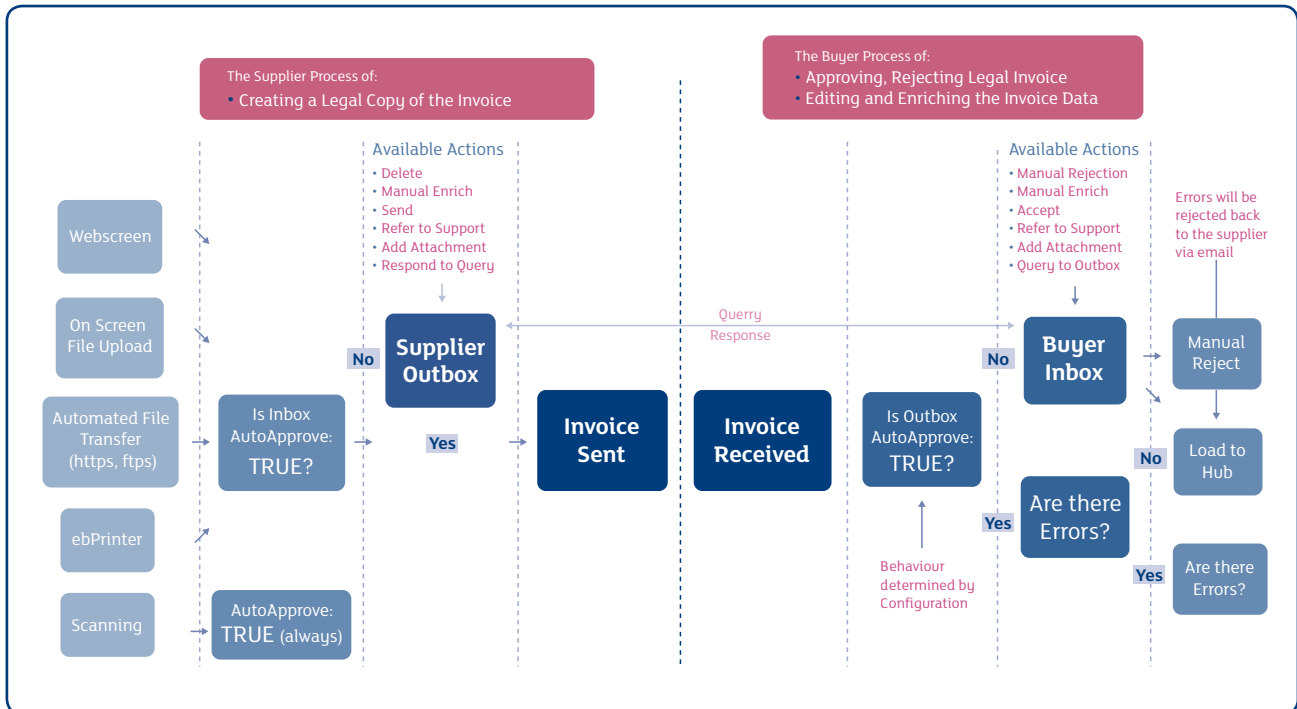 The Supplier Process of:
• Creating a Legal Copy of the Invoice
The Buyer Process of:
• Approving, Rejecting Legal Invoice
• Editing and Enriching the Invoice Data
Webscreen
On Screen
File Upload
Automated File
Transfer
(https, ftps)
ebPrinter
Scanning
Is Inbox
AutoApprove:
TRUE?
AutoApprove:
TRUE (always)
Available Actions
• Delete
• Manual Enrich
• Send
• Refer to Support
• Add Attachment
• Respond to Query
No
Supplier
Outbox
Yes
Invoice
Sent
Querry
Response
Invoice
Received
Is Outbox
AutoApprove:
TRUE?
Behaviour
determined by
Configuration
Available Actions
• Manual Rejection
• Manual Enrich
• Accept
• Refer to Support
• Add Attachment
• Query to Outbox
No
Buyer
Inbox
Yes
Are there
Errors?
Errors will be
rejected back
to the supplier
via email
Manual
Reject
No
Load to
Hub
Yes
Are there
Errors?